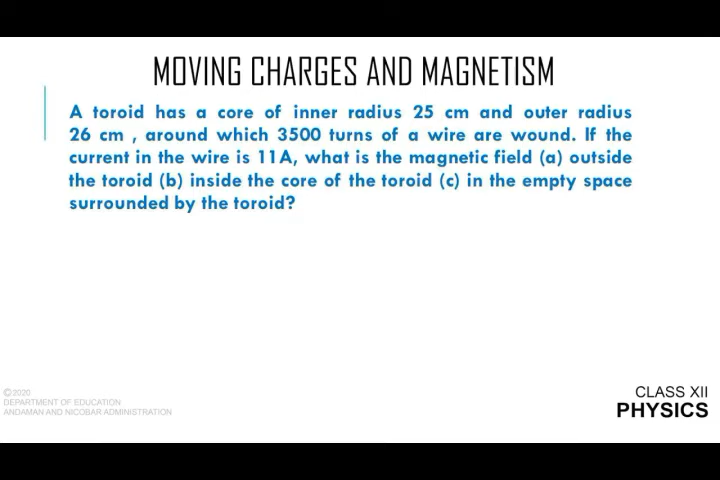 MOVING CHARGES AND MAGNETISM
A toroid has a core of inner radius 25 cm and outer radius
26 cm , around which 3500 turns of a wire are wound. If the
current in the wire is 11A, what is the magnetic field (a) outside
the toroid (b) inside the core of the toroid (c) in the empty space
surrounded by the toroid?
©2020
DEPARTMENT OF EDUCATION
ANDAMAN AND NICOBAR ADMINISTRATION
CLASS XII
PHYSICS